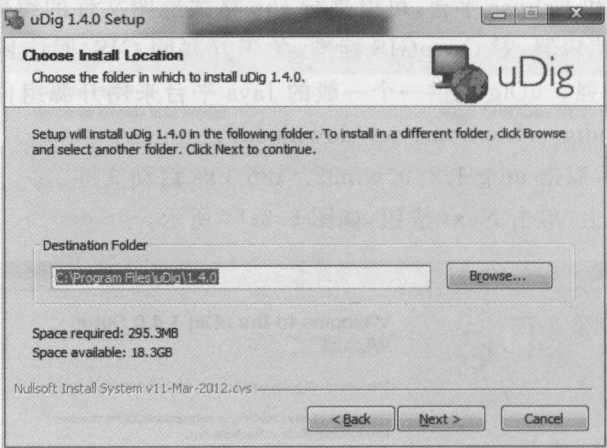 uDig 1.4.0 Setup
Choose Install Location
Choose the folder in which to install uDig 1.4.0.
uDig
Setup will install uDig 1.4.0 in the following folder. To install in a different folder, click Browse
and select another folder. Click Next to continue.
Destination Folder
C:\Program Files\uDig\1.4.0
Browse...
Space required: 295.3MB
Space available: 18.3GB
Nullsoft Install System v11-Mar-2012.cvs
< Back
Next >
Cancel